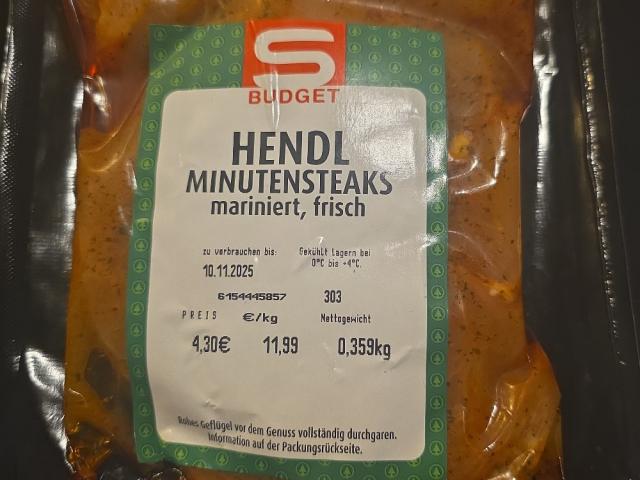 S
BUDGET
HENDL
MINUTENSTEAKS
mariniert, frisch
zu verbrauchen bis:
Gekühlt lagern bei
0°C bis +4°C.
10.11.2025
6154445857
303
PREIS
€/kg
Nettogewicht
4,30€
11,99
0,359kg
Rohes Geflügel vor dem Genuss vollständig durchgaren.
Information auf der Packungsrückseite.